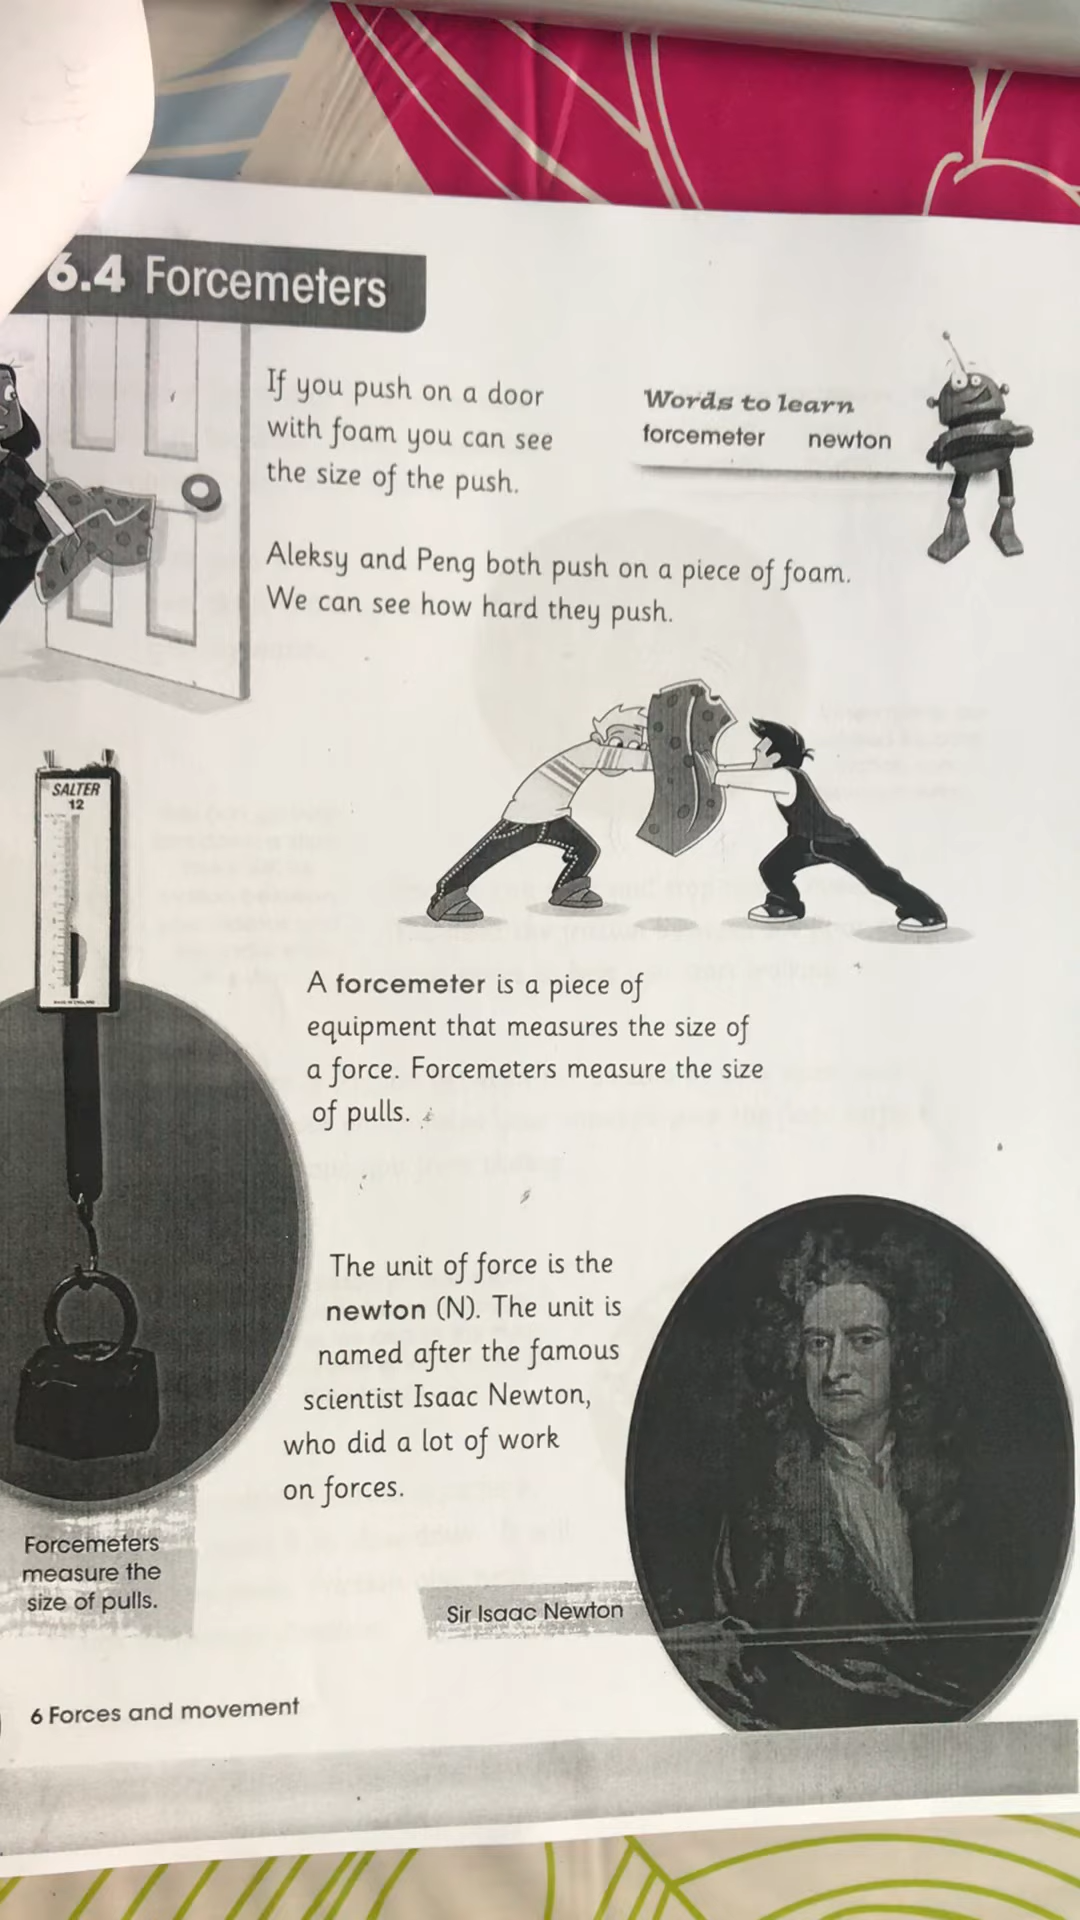 6.4 Forcemeters
If you push on a door
with foam you can see
the size of the push.
Words to learn
forcemeter newton
Aleksy and Peng both push on a piece of foam.
We can see how hard they push.
SALTER
12
A forcemeter is a piece of
equipment that measures the size of
a force. Forcemeters measure the size
of pulls.
The unit of force is the
newton (N). The unit is
named after the famous
scientist Isaac Newton,
who did a lot of work
on forces.
Forcemeters
measure the
size of pulls.
Sir Isaac Newton
6 Forces and movement